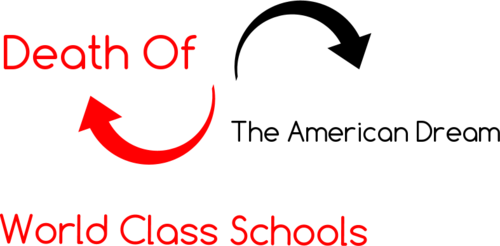 Death Of
The American Dream
World Class Schools